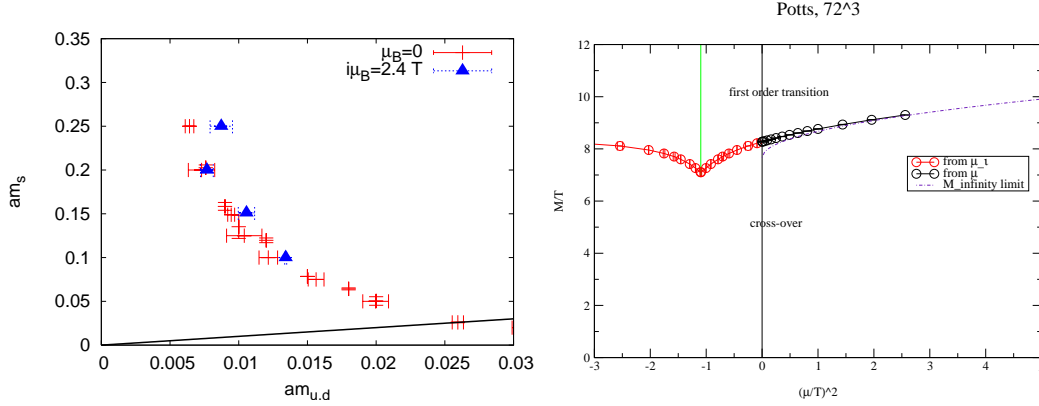 Potts, 72^3
0.35
0.3
0.25
0.2
0.15
0.1
0.05
0
am_s
μ_B=0
iμ_B=2.4 T
0
0.005
0.01
0.015
0.02
0.025
0.03
am_{u,d}
12
10
8
6
4
2
0
M/T
first order transition
cross-over
from μ_ι
from μ
M_infinity limit
-3
-2
-1
0
1
2
3
4
(μ/T)^2